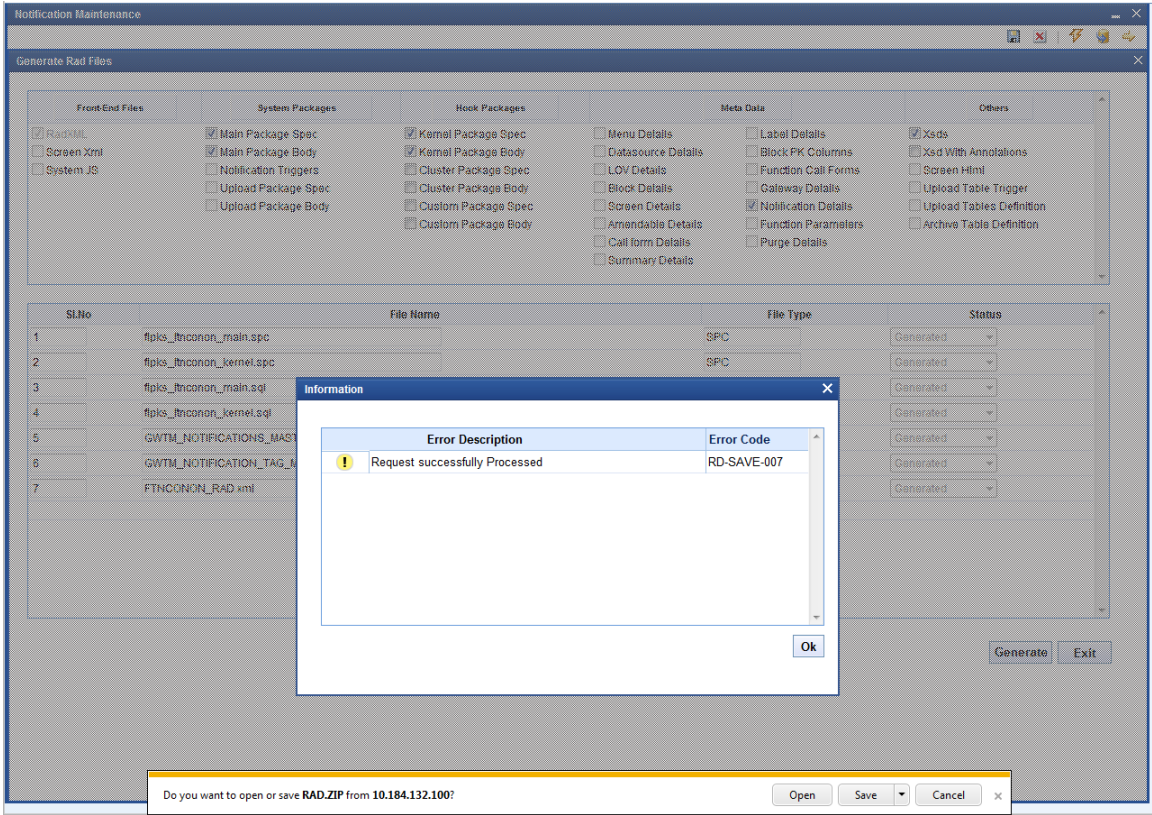 Notification Maintenance
Generate Rad Files
Front-End Files System Packages Hook Packages Meta Data Others
RadXML Main Package Spec Kernel Package Spec Menu Details Label Details Xsds
Screen Xml Main Package Body Kernel Package Body Datasource Details Block PK Columns Xsd With Annotations
System JS Notification Triggers Cluster Package Spec LOV Details Function Call Forms Screen Html
Upload Package Spec Cluster Package Body Block Details Gateway Details Upload Table Trigger
Upload Package Body Custom Package Spec Screen Details Notification Details Upload Tables Definition
Custom Package Body Amendable Details Function Parameters Archive Table Definition
Call form Details Purge Details
Summary Details
Sl.No File Name File Type Status
1 flpks_ftnconon_main.spc SPC Generated
2 flpks_ftnconon_kernel.spc SPC Generated
3 flpks_ftnconon_main.sql Generated
4 flpks_ftnconon_kernel.sql Generated
5 GWTM_NOTIFICATIONS_MAST Generated
6 GWTM_NOTIFICATION_TAG_M Generated
7 FTNCONON_RAD.xml Generated
Information
Error Description Error Code
Request successfully Processed RD-SAVE-007
Ok
Generate Exit
Do you want to open or save RAD.ZIP from 10.184.132.100? Open Save Cancel